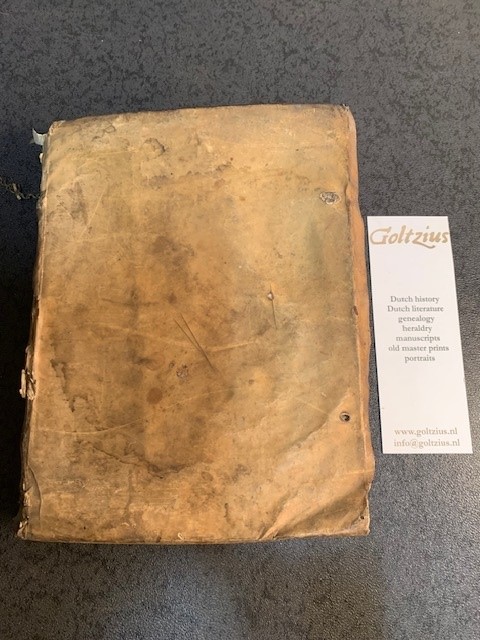 Goltzius
Dutch history
Dutch literature
genealogy
heraldry
manuscripts
old master prints
portraits
www.goltzius.nl
info@goltzius.nl